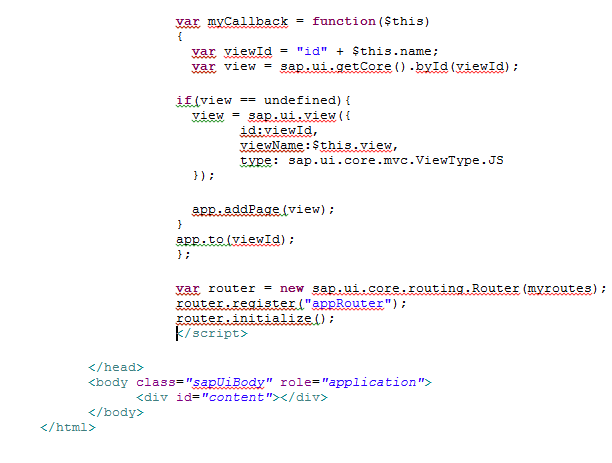 var myCallback = function($this)
{
var viewId = "id" + $this.name;
var view = sap.ui.getCore().byId(viewId);
if(view == undefined){
view = sap.ui.view({
id:viewId,
viewName:$this.view,
type: sap.ui.core.mvc.ViewType.JS
});
app.addPage(view);
}
app.to(viewId);
};
var router = new sap.ui.core.routing.Router(myroutes);
router.register("appRouter");
router.initialize();
</script>
</head>
<body class="sapUiBody" role="application">
<div id="content"></div>
</body>
</html>